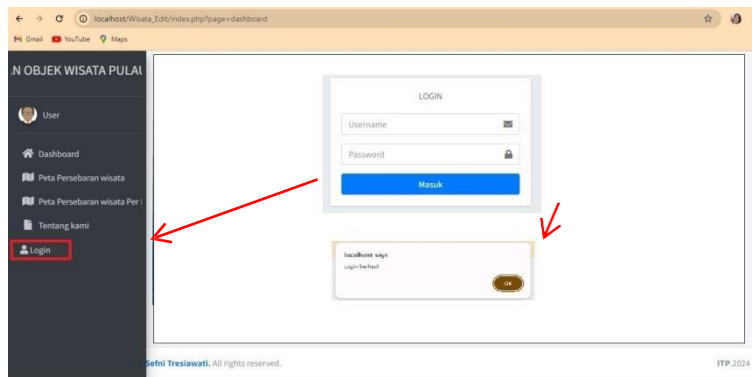 localhost/Wisata_Edit/index.php?page=dashboard
Gmail YouTube Maps
N OBJEK WISATA PULAU
User
Dashboard
Peta Persebaran wisata
Peta Persebaran wisata Per
Tentang kami
Login
LOGIN
Username
Password
Masuk
localhost says
Login berhasil
OK
Sefni Tresiawati. All rights reserved.
ITP.2024